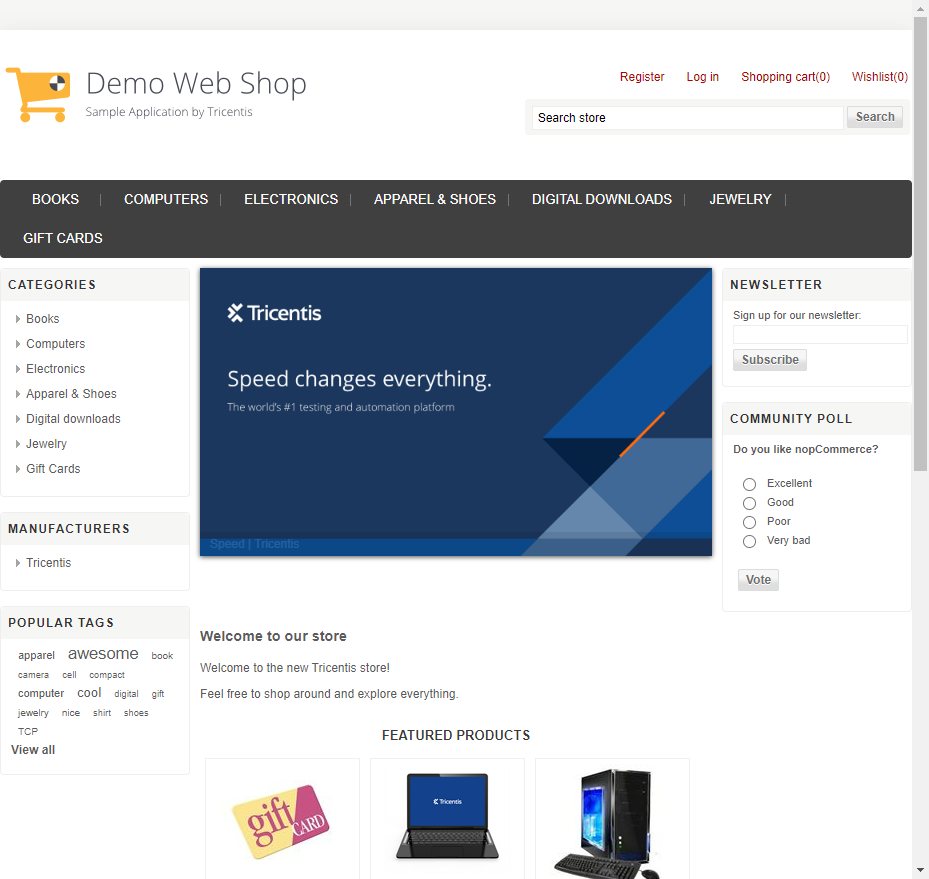 Demo Web Shop
Sample Application by Tricentis
Register Log in Shopping cart(0) Wishlist(0)
Search store Search
BOOKS COMPUTERS ELECTRONICS APPAREL & SHOES DIGITAL DOWNLOADS JEWELRY
GIFT CARDS
CATEGORIES
Books
Computers
Electronics
Apparel & Shoes
Digital downloads
Jewelry
Gift Cards
MANUFACTURERS
Tricentis
POPULAR TAGS
apparel awesome book
camera cell compact
computer cool digital gift
jewelry nice shirt shoes
TCP
View all
Tricentis
Speed changes everything.
The world's #1 testing and automation platform
Speed | Tricentis
Welcome to our store
Welcome to the new Tricentis store!
Feel free to shop around and explore everything.
FEATURED PRODUCTS
gift
CARD
Tricentis
NEWSLETTER
Sign up for our newsletter:
Subscribe
COMMUNITY POLL
Do you like nopCommerce?
Excellent
Good
Poor
Very bad
Vote